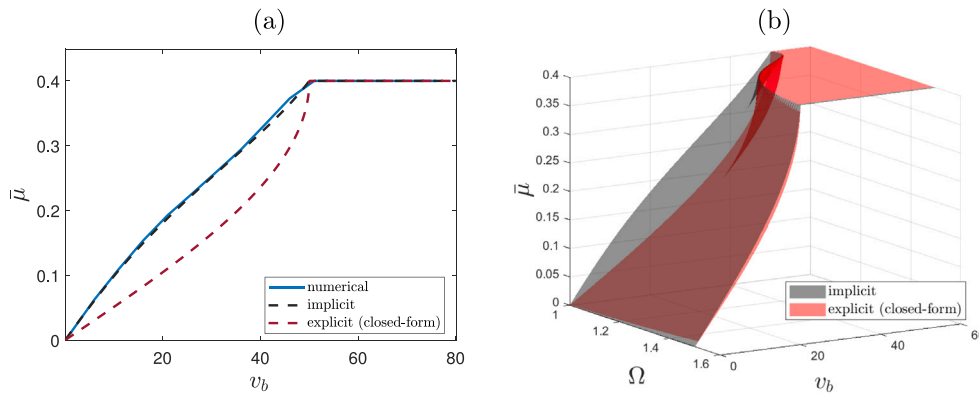 (a)
0.4
0.3
0.2
0.1
0
μ̄
20 40 60 80
v_b
numerical
implicit
explicit (closed-form)
(b)
0.4
0.35
0.3
0.25
0.2
0.15
0.1
0.05
0
μ̄
1 1.2 1.4 1.6
Ω
0 20 40 60
v_b
implicit
explicit (closed-form)